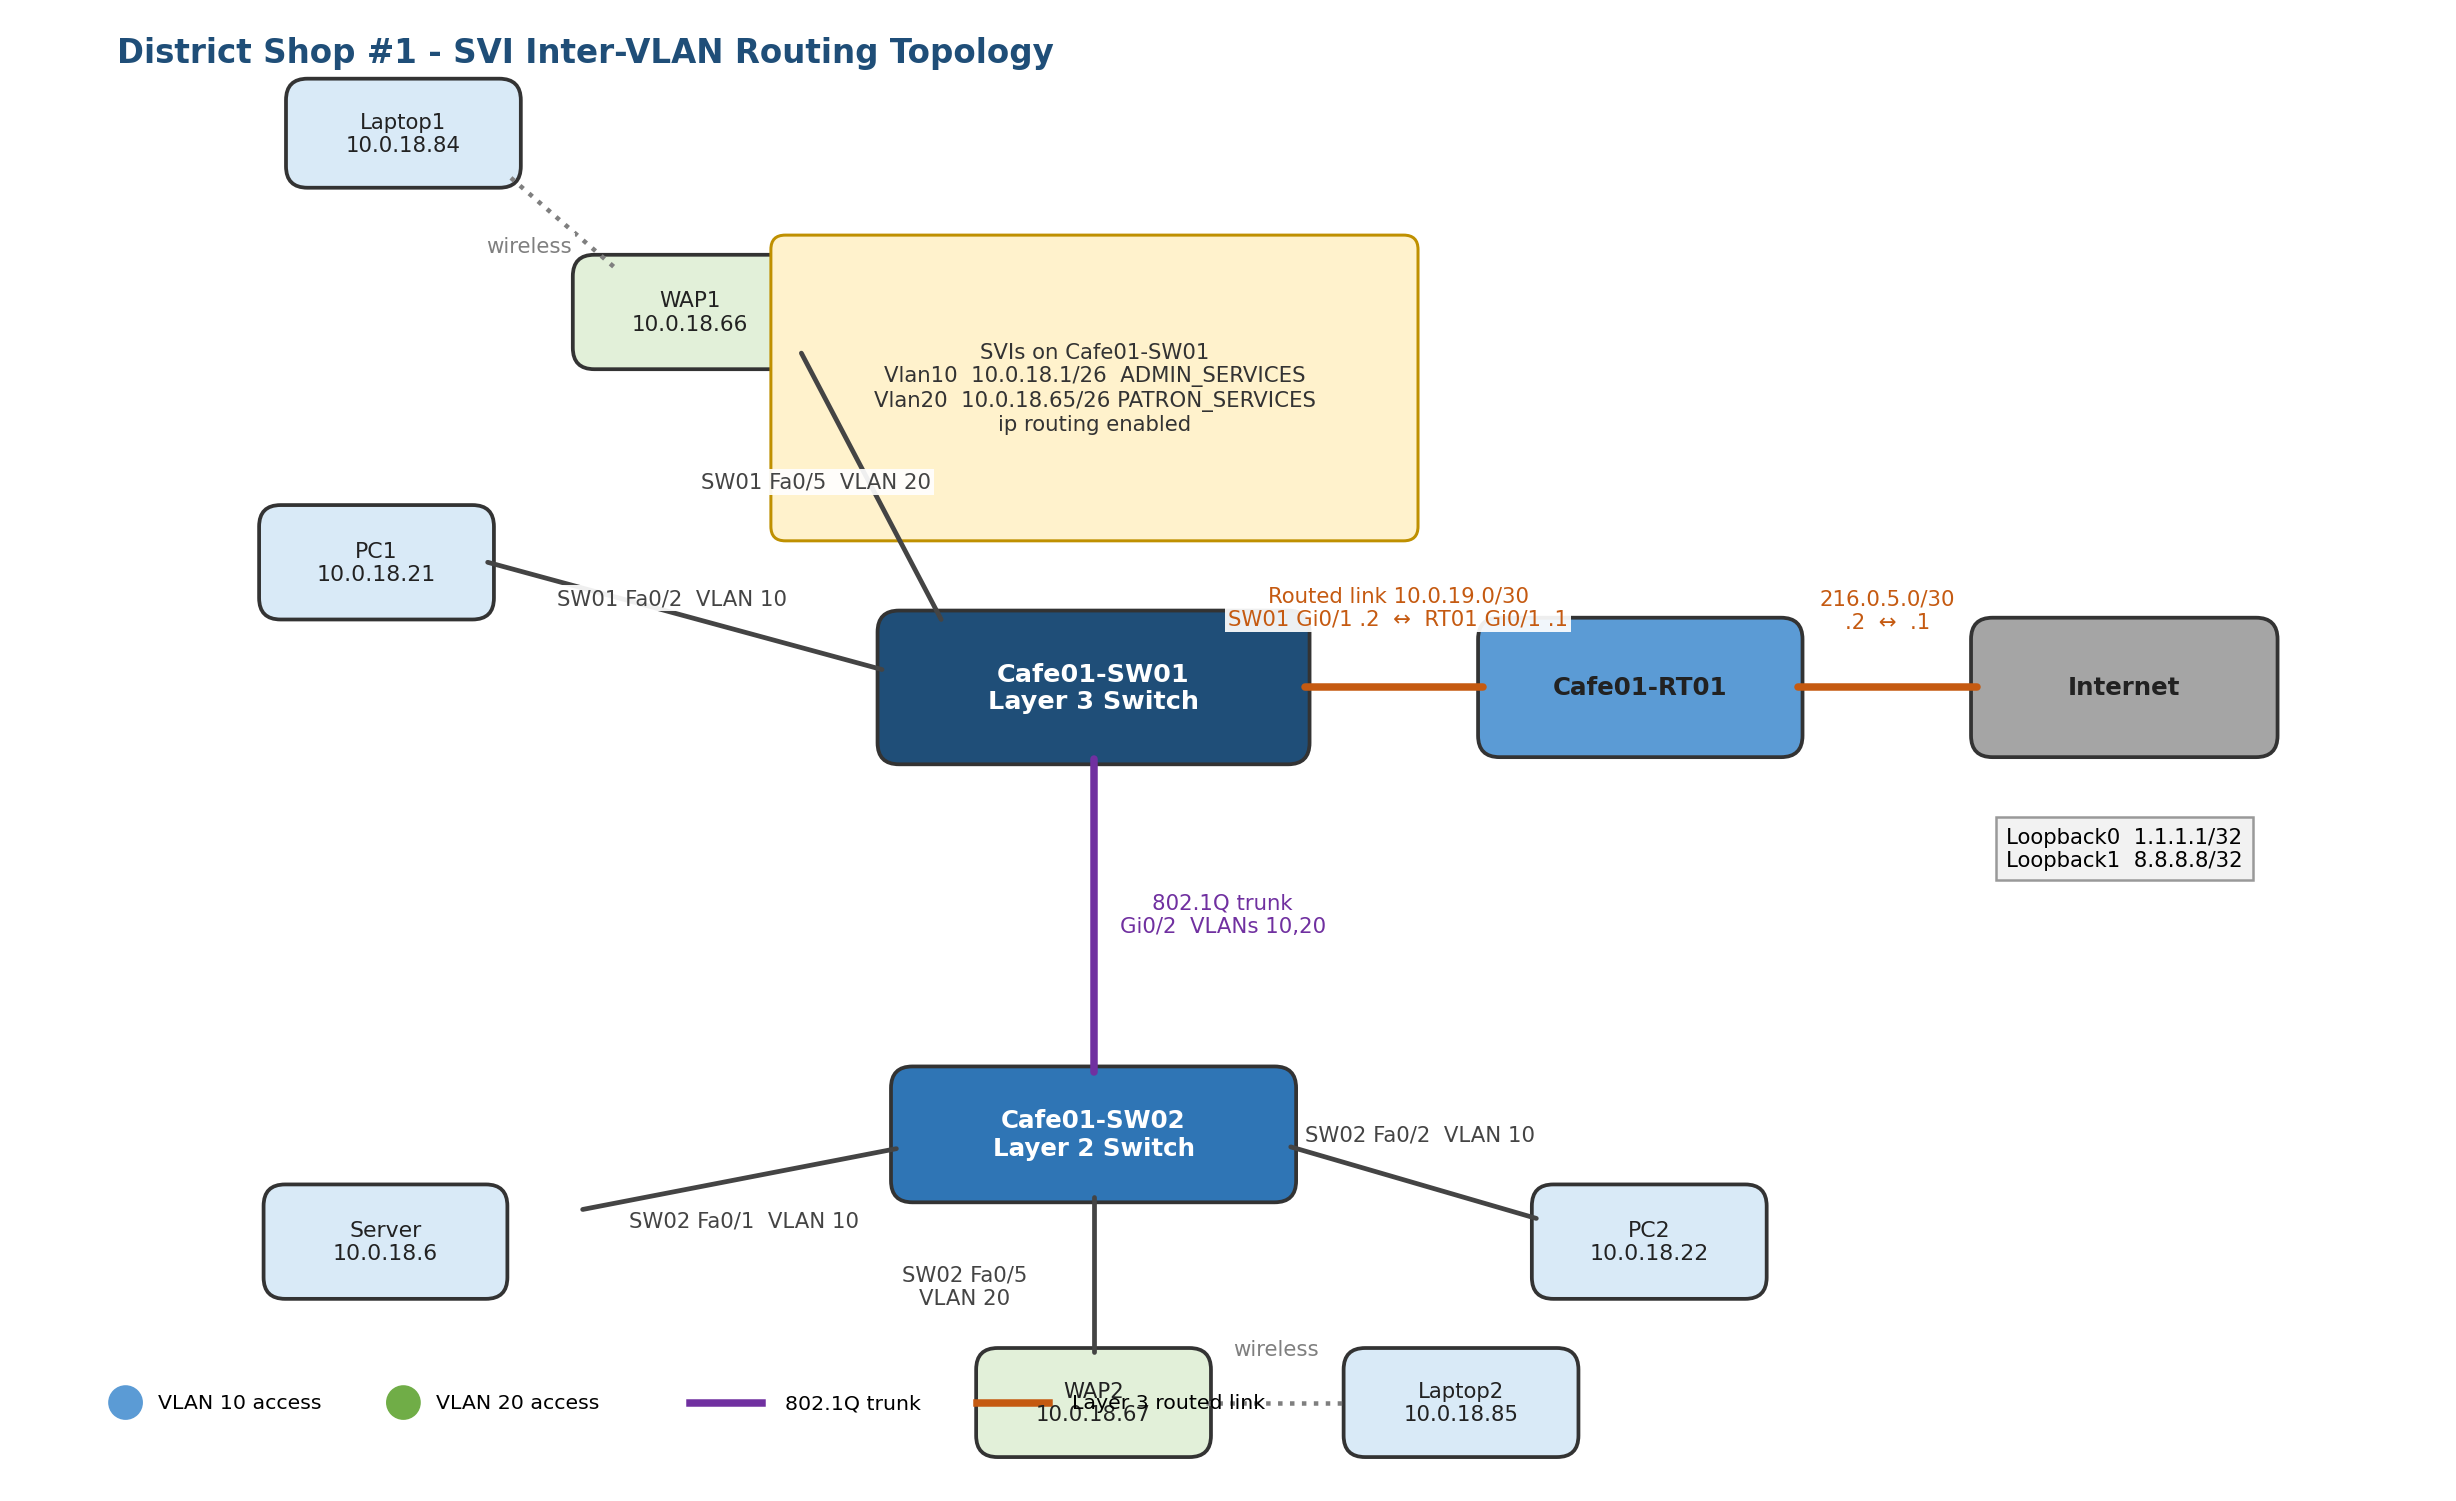 District Shop #1 - SVI Inter-VLAN Routing Topology
Laptop1
10.0.18.84
wireless
WAP1
10.0.18.66
SVIs on Cafe01-SW01
Vlan10  10.0.18.1/26  ADMIN_SERVICES
Vlan20  10.0.18.65/26 PATRON_SERVICES
ip routing enabled
SW01 Fa0/5  VLAN 20
PC1
10.0.18.21
SW01 Fa0/2  VLAN 10
Routed link 10.0.19.0/30
SW01 Gi0/1 .2 ↔ RT01 Gi0/1 .1
216.0.5.0/30
.2 ↔ .1
Cafe01-SW01
Layer 3 Switch
Cafe01-RT01
Internet
Loopback0  1.1.1.1/32
Loopback1  8.8.8.8/32
802.1Q trunk
Gi0/2  VLANs 10,20
Cafe01-SW02
Layer 2 Switch
SW02 Fa0/2  VLAN 10
Server
10.0.18.6
SW02 Fa0/1  VLAN 10
PC2
10.0.18.22
SW02 Fa0/5
VLAN 20
wireless
WAP2
10.0.18.67
Laptop2
10.0.18.85
VLAN 10 access
VLAN 20 access
802.1Q trunk
Layer 3 routed link